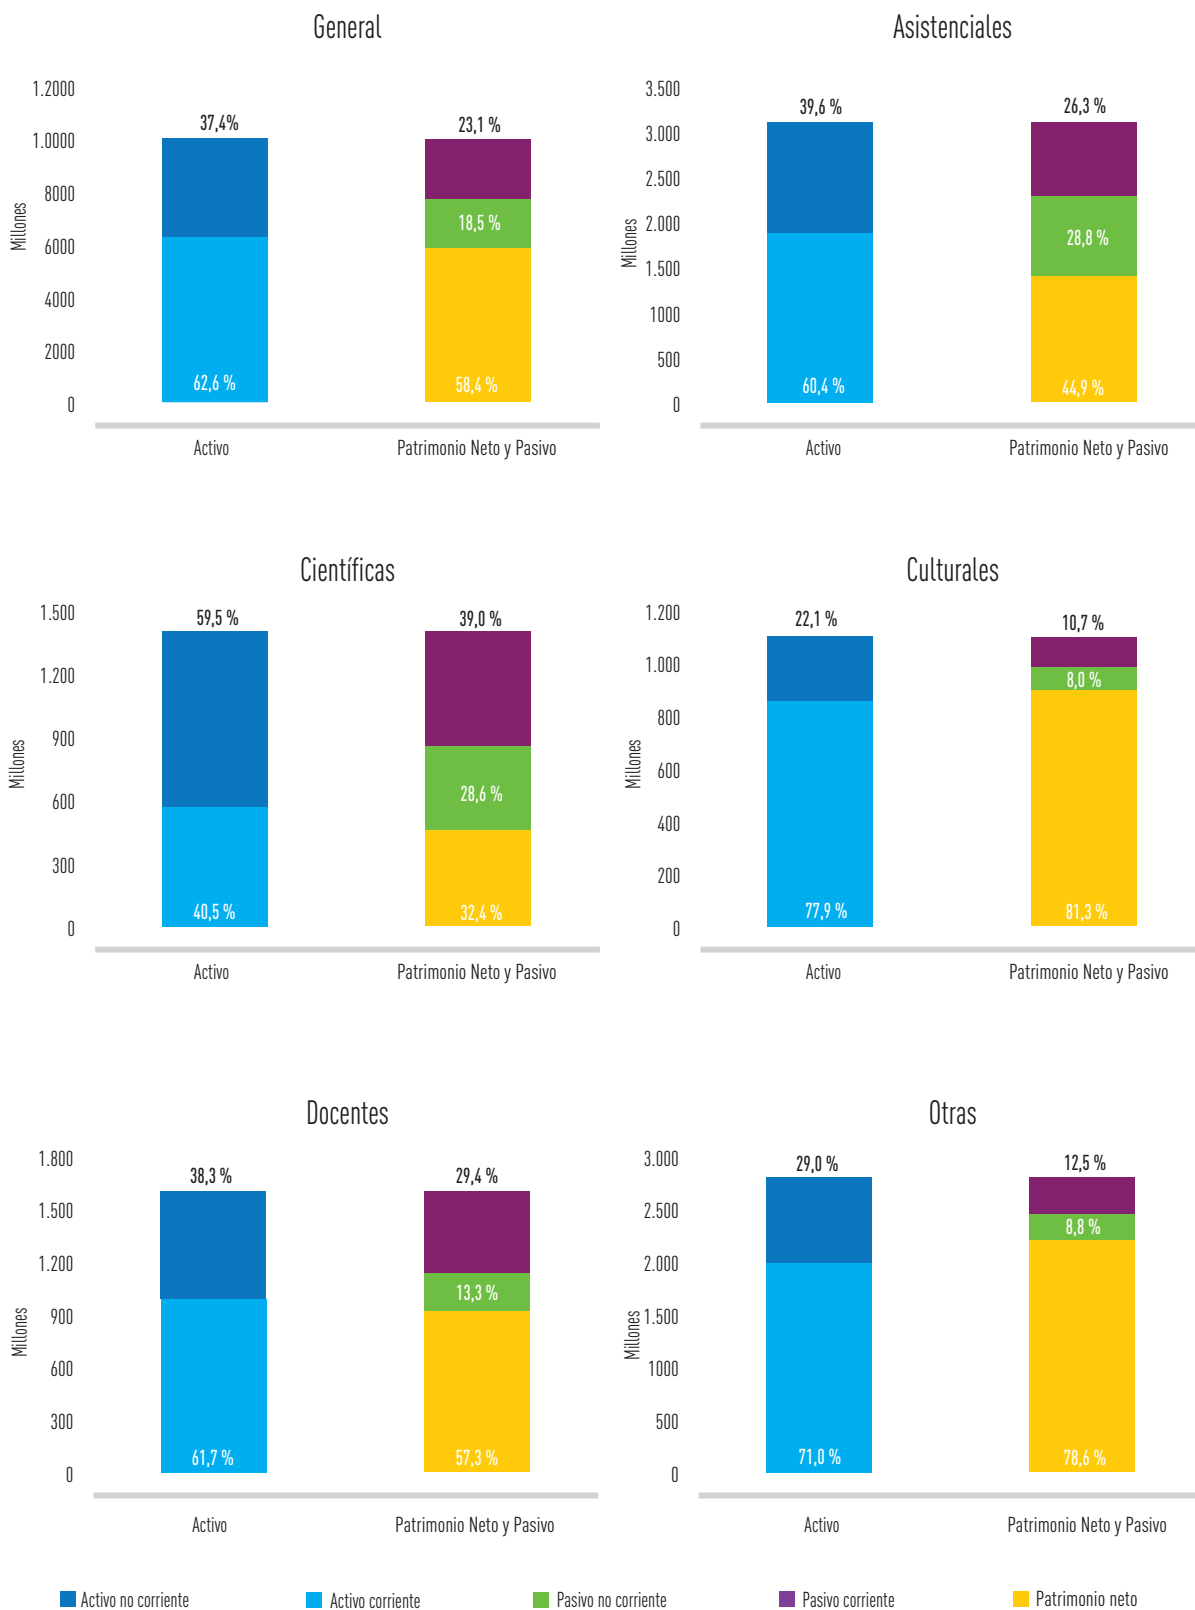 General
1.2000
1.0000
8000
6000
4000
2000
0
Millones
37,4%
62,6 %
23,1 %
18,5 %
58,4 %
Activo
Patrimonio Neto y Pasivo
Asistenciales
3.500
3.000
2.500
2.000
1.500
1000
500
0
Millones
39,6 %
60,4 %
26,3 %
28,8 %
44,9 %
Activo
Patrimonio Neto y Pasivo
Científicas
1.500
1.200
900
600
300
0
Millones
59,5 %
40,5 %
39,0 %
28,6 %
32,4 %
Activo
Patrimonio Neto y Pasivo
Culturales
1.200
1.000
800
600
400
200
0
Millones
22,1 %
77,9 %
10,7 %
8,0 %
81,3 %
Activo
Patrimonio Neto y Pasivo
Docentes
1.800
1.500
1.200
900
600
300
0
Millones
38,3 %
61,7 %
29,4 %
13,3 %
57,3 %
Activo
Patrimonio Neto y Pasivo
Otras
3.000
2.500
2.000
1.500
1000
500
0
Millones
29,0 %
71,0 %
12,5 %
8,8 %
78,6 %
Activo
Patrimonio Neto y Pasivo
Activo no corriente
Activo corriente
Pasivo no corriente
Pasivo corriente
Patrimonio neto